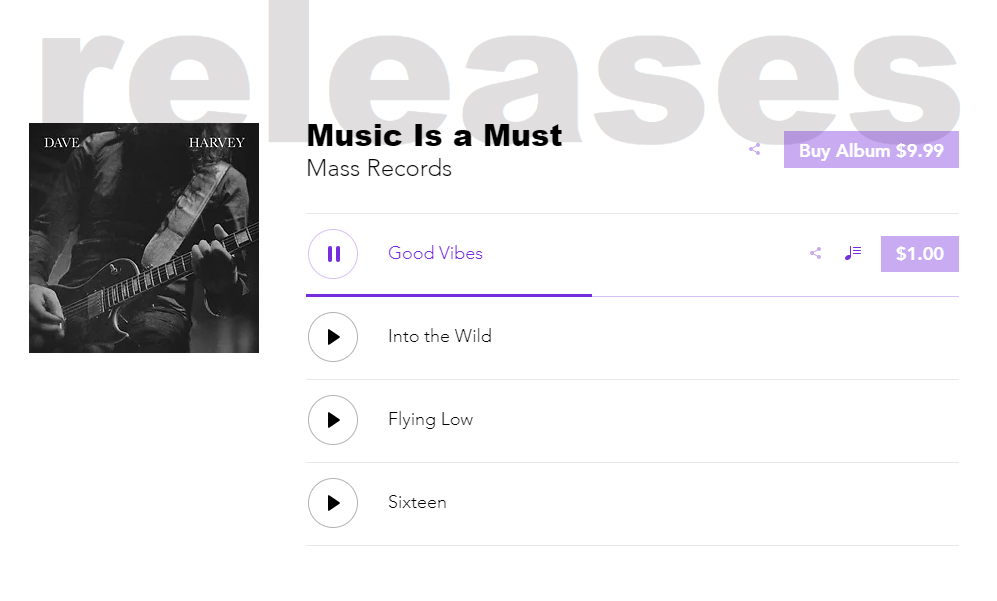 releases
DAVE HARVEY
Music Is a Must
Mass Records
Buy Album $9.99
Good Vibes
$1.00
Into the Wild
Flying Low
Sixteen